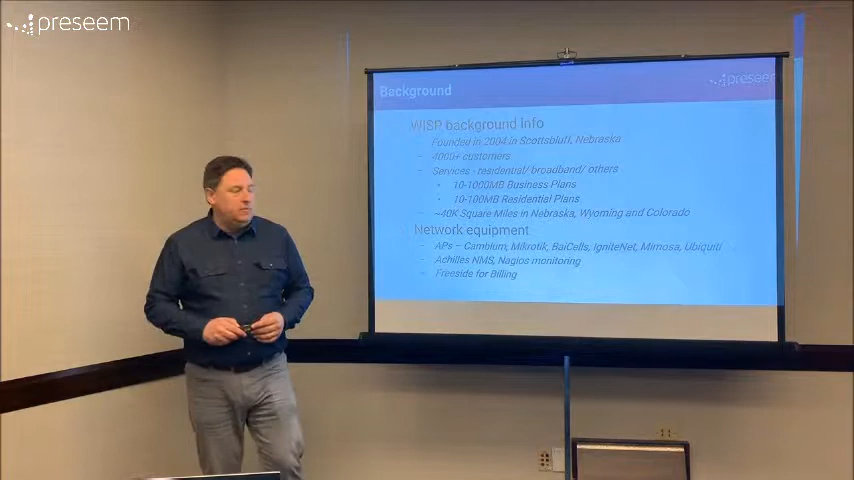 preseem
Background
preseem
WISP background info
– Founded in 2004 in Scottsbluff, Nebraska
– 4000+ customers
– Services - residential/ broadband/ others
• 10-1000MB Business Plans
• 10-100MB Residential Plans
– ~40K Square Miles in Nebraska, Wyoming and Colorado
Network equipment
– APs – Cambium, Mikrotik, BaiCells, IgniteNet, Mimosa, Ubiquiti
– Achilles NMS, Nagios monitoring
– Freeside for Billing